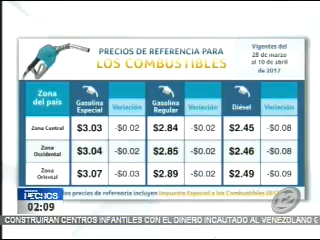 PRECIOS DE REFERENCIA PARA
LOS COMBUSTIBLES
Vigentes del
28 de marzo
al 10 de abril
de 2017
Zona del país
Gasolina Especial
Variación
Gasolina Regular
Variación
Diésel
Variación
Zona Central
$3.03
-$0.02
$2.84
-$0.02
$2.45
-$0.08
Zona Occidental
$3.04
-$0.02
$2.85
-$0.02
$2.46
-$0.08
Zona Oriental
$3.07
-$0.03
$2.89
-$0.02
$2.49
-$0.09
precios de referencia incluyen Impuesto Especial a los Combustibles
HECHOS
02:09
12
CONSTRUIRAN CENTROS INFANTILES CON EL DINERO INCAUTADO AL VENEZOLANO